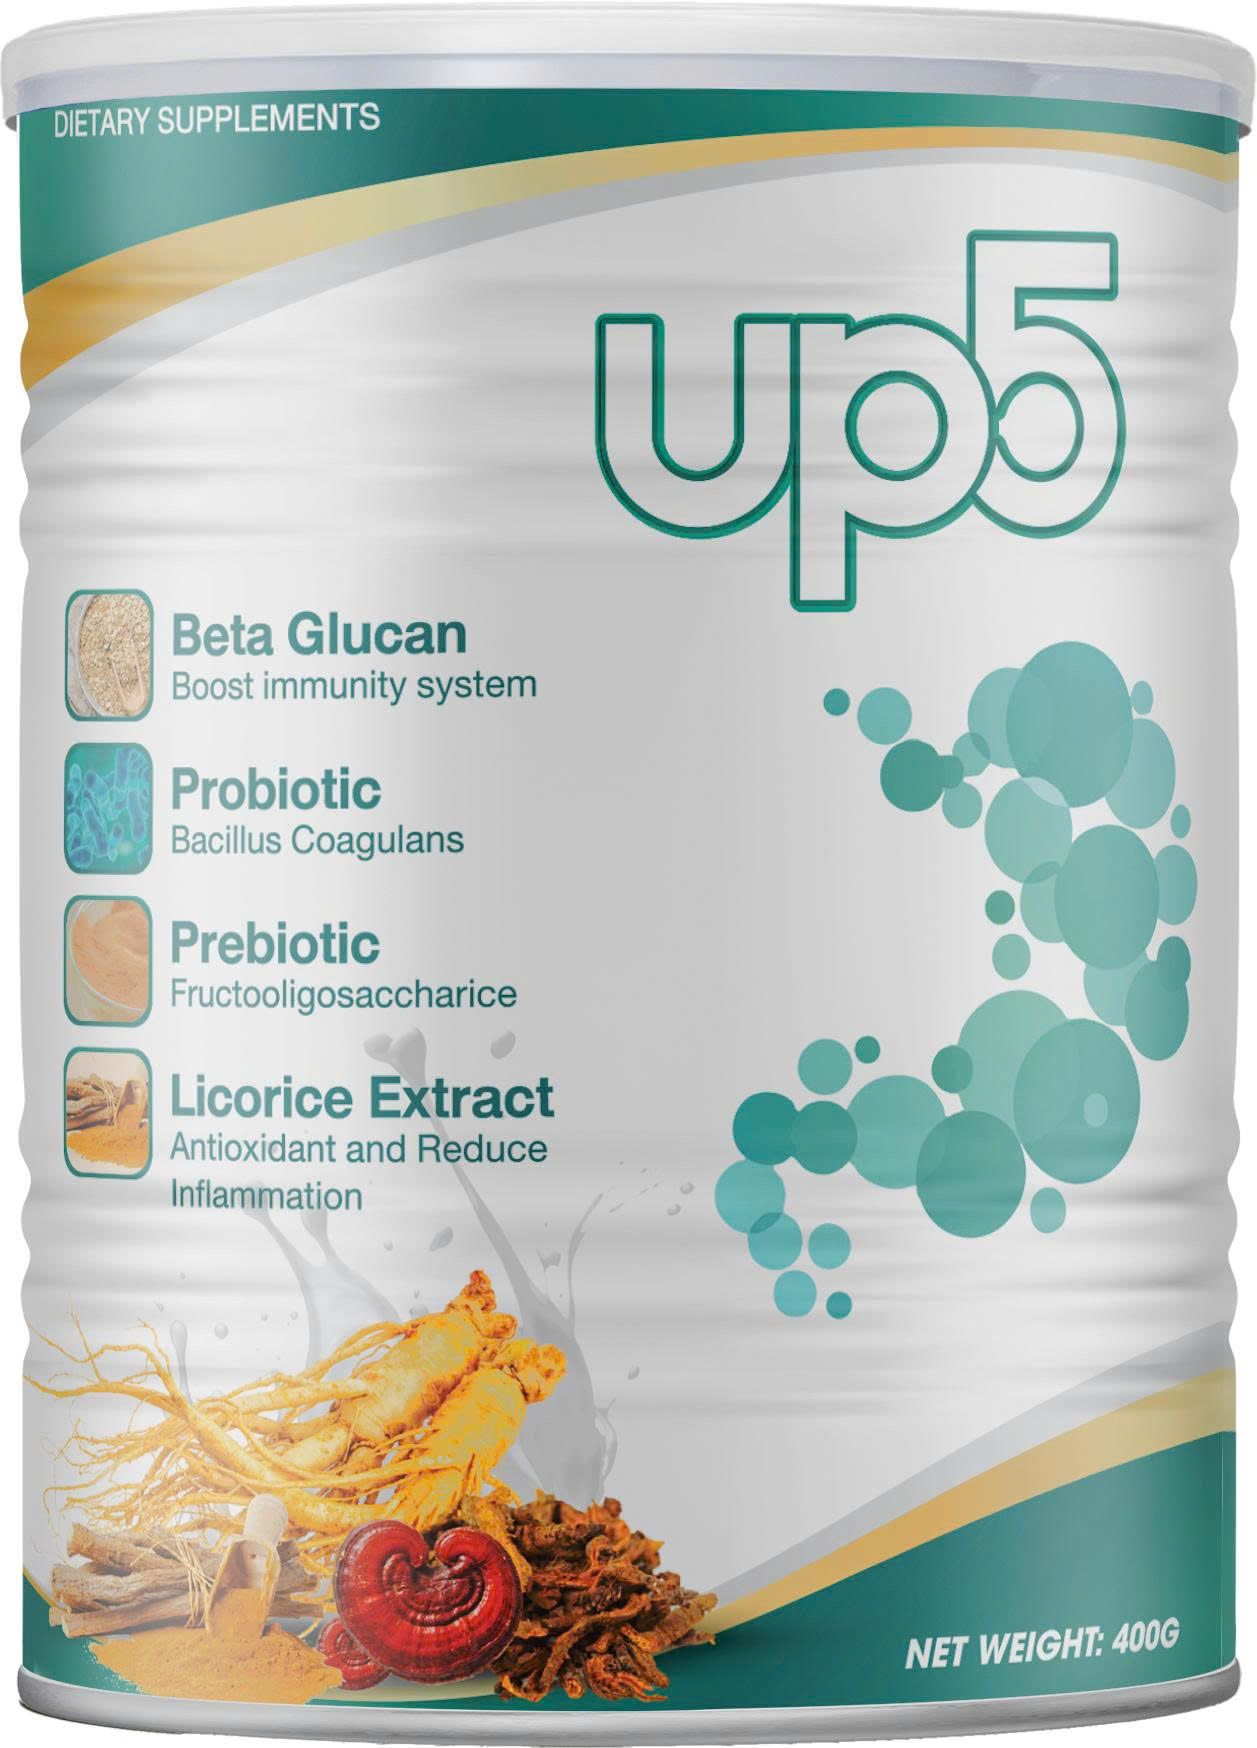 DIETARY SUPPLEMENTS
up5
Beta Glucan
Boost immunity system
Probiotic
Bacillus Coagulans
Prebiotic
Fructooligosaccharice
Licorice Extract
Antioxidant and Reduce
Inflammation
NET WEIGHT: 400G